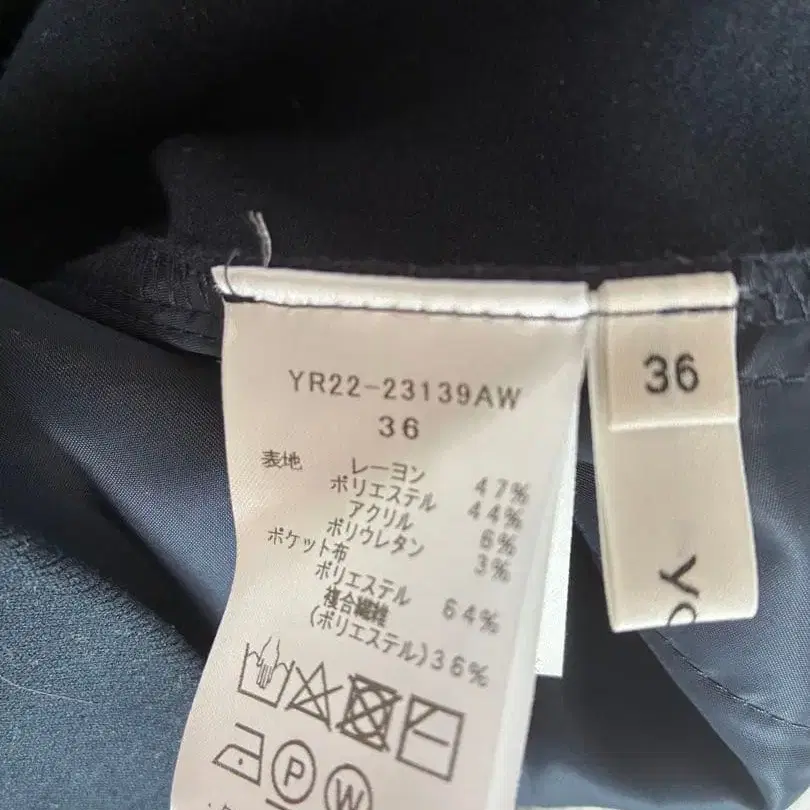 YR22-23139AW
36
表地 レーヨン 47%
ポリエステル 44%
アクリル 6%
ポリウレタン 3%
ポケット布
ポリエステル 64%
複合繊維
(ポリエステル)36%
P
W
36
YO